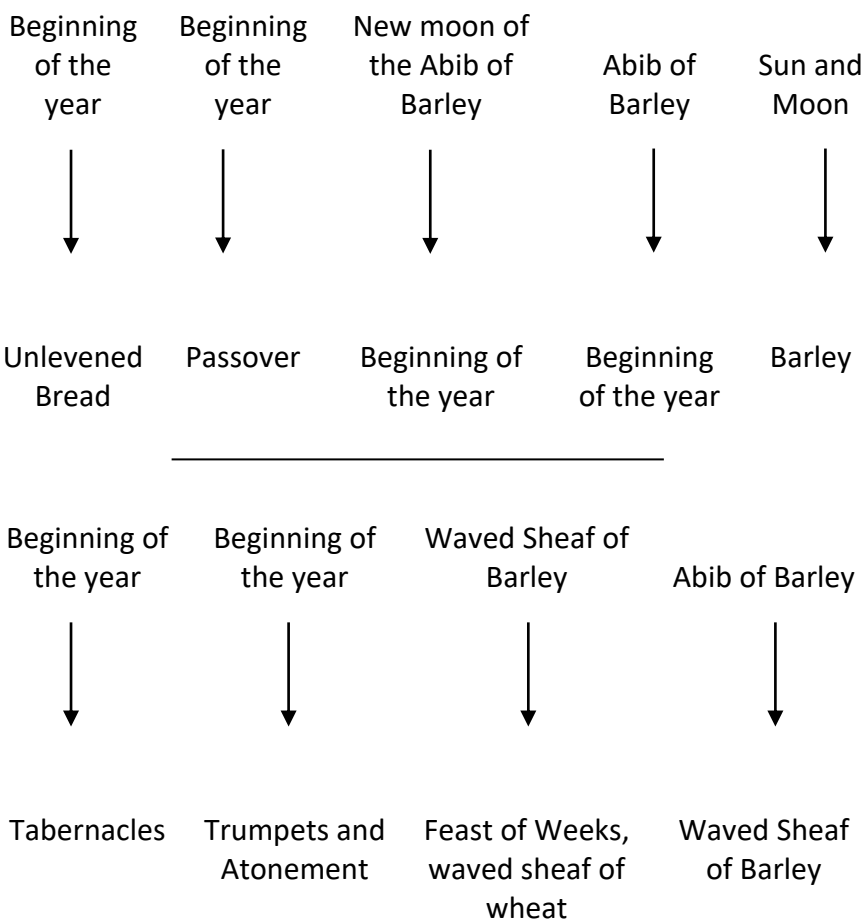 Beginning
of the
year
Beginning
of the
year
New moon of
the Abib of
Barley
Abib of
Barley
Sun and
Moon
Unlevened
Bread
Passover
Beginning of
the year
Beginning
of the year
Barley
Beginning of
the year
Beginning of
the year
Waved Sheaf of
Barley
Abib of Barley
Tabernacles
Trumpets and
Atonement
Feast of Weeks,
waved sheaf of
wheat
Waved Sheaf
of Barley